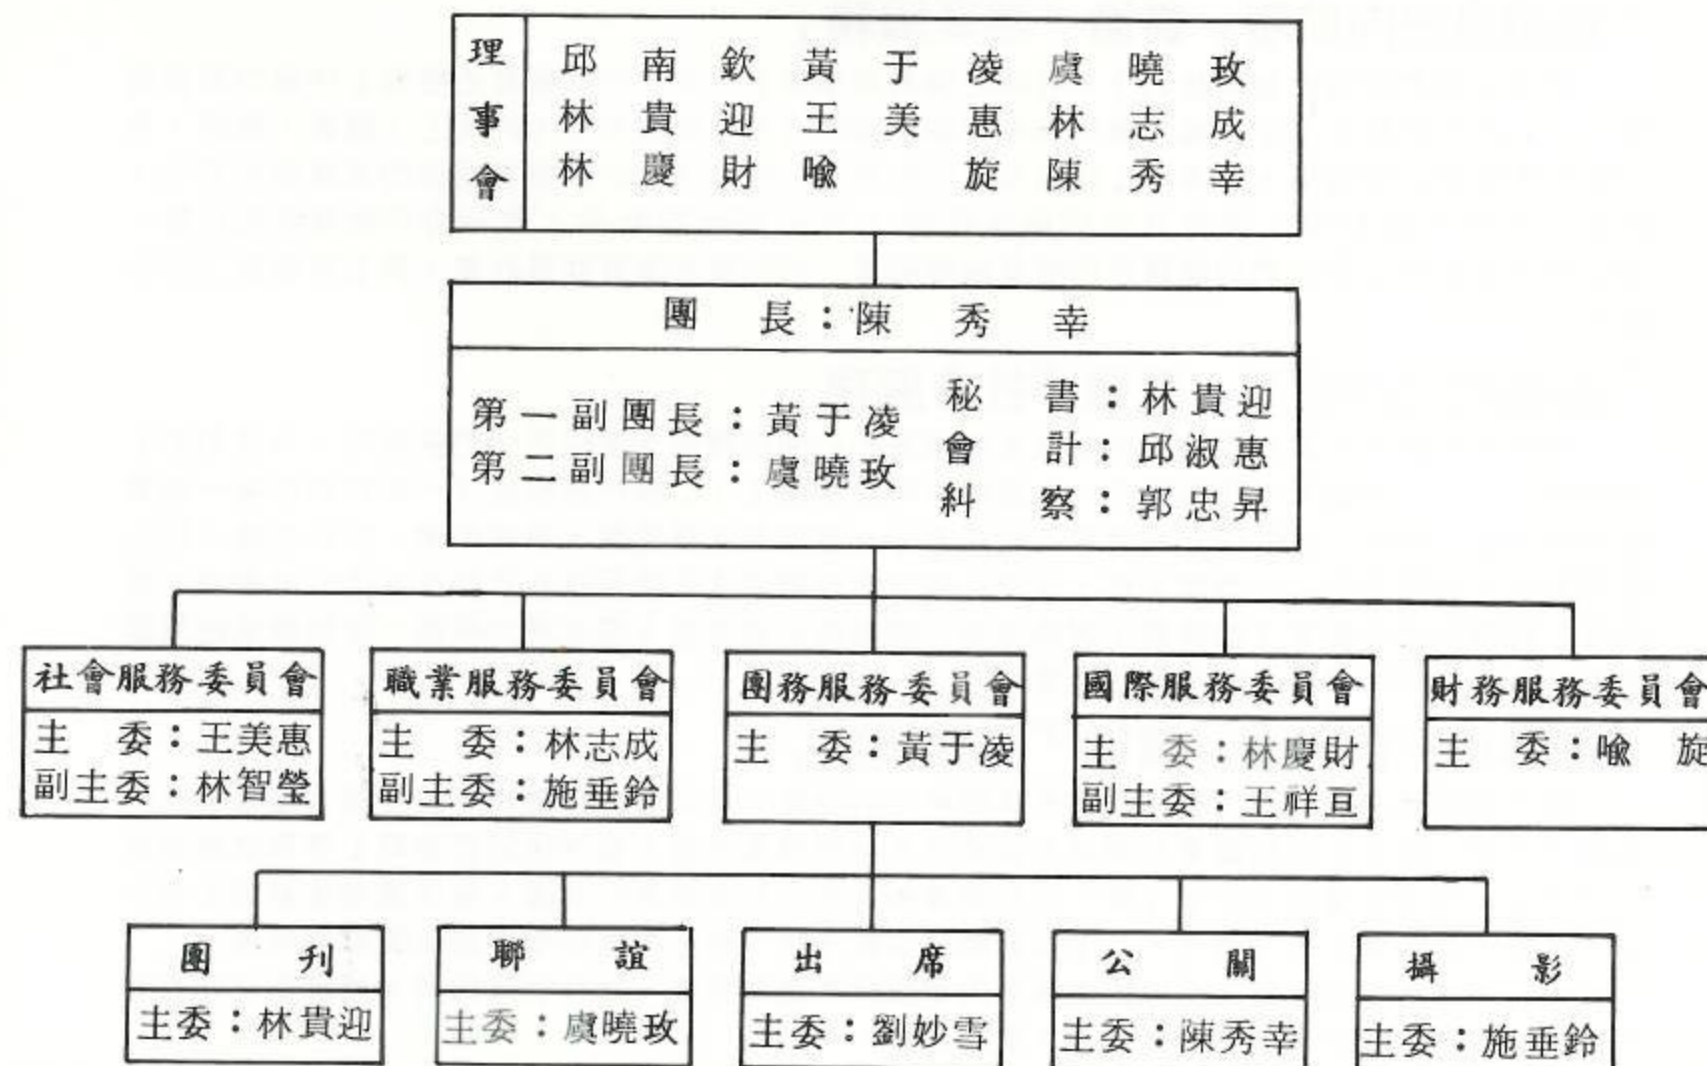 理事會
邱南欽 黃于凌 虞曉玫
林貴迎 王美惠 林志成
林慶財 喩旋 陳秀幸
團長：陳秀幸
第一副團長：黃于凌
第二副團長：虞曉玫
秘書：林貴迎
會計：邱淑惠
糾察：郭忠昇
社會服務委員會
主委：王美惠
副主委：林智瑩
職業服務委員會
主委：林志成
副主委：施垂鈴
團務服務委員會
主委：黃于凌
國際服務委員會
主委：林慶財
副主委：王祥亘
財務服務委員會
主委：喩旋
團刊
主委：林貴迎
聯誼
主委：虞曉玫
出席
主委：劉妙雪
公關
主委：陳秀幸
攝影
主委：施垂鈴